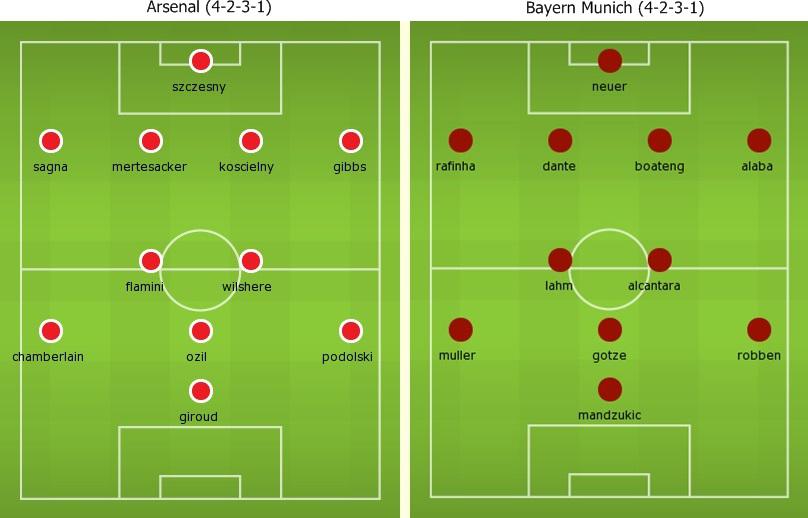 Arsenal (4-2-3-1)
szczesny
sagna mertesacker koscielny gibbs
flamini wilshere
chamberlain ozil podolski
giroud
Bayern Munich (4-2-3-1)
neuer
rafinha dante boateng alaba
lahm alcantara
muller gotze robben
mandzukic